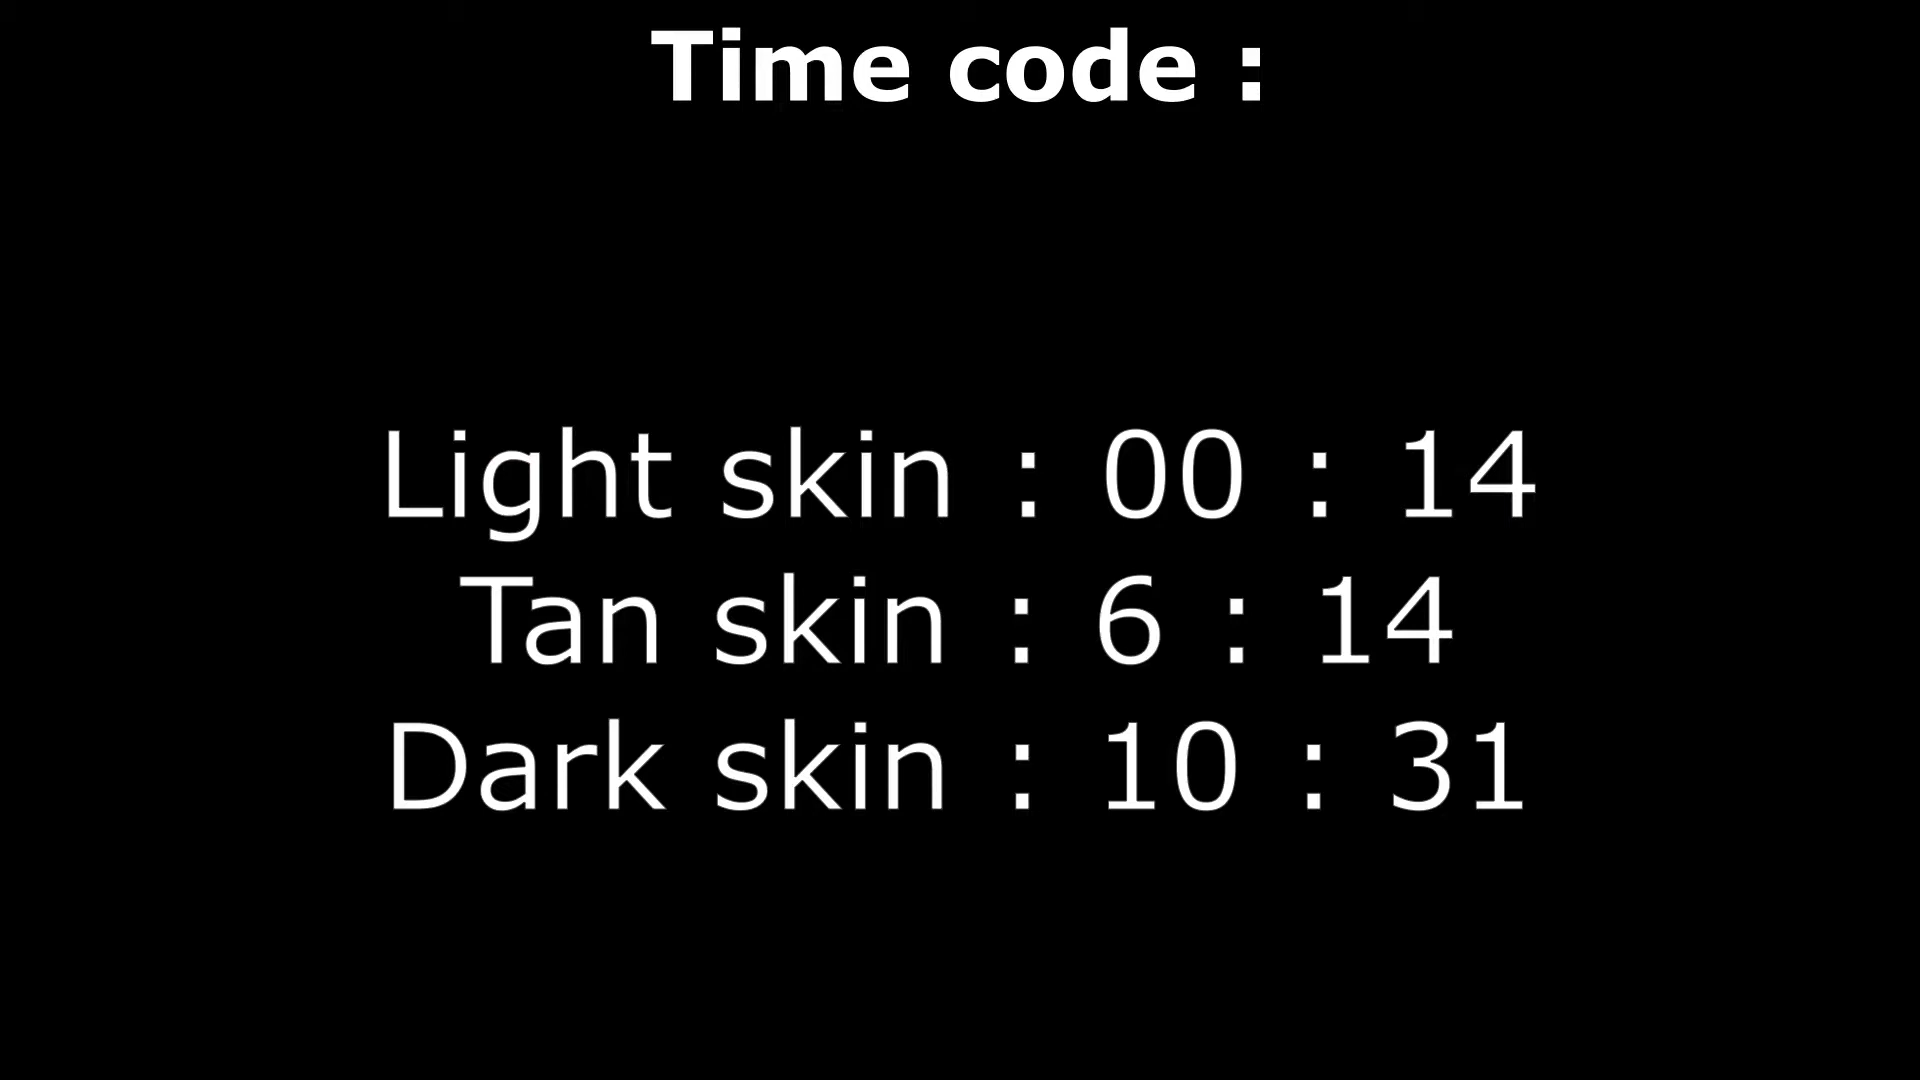 Time code :
Light skin : 00 : 14
Tan skin : 6 : 14
Dark skin : 10 : 31